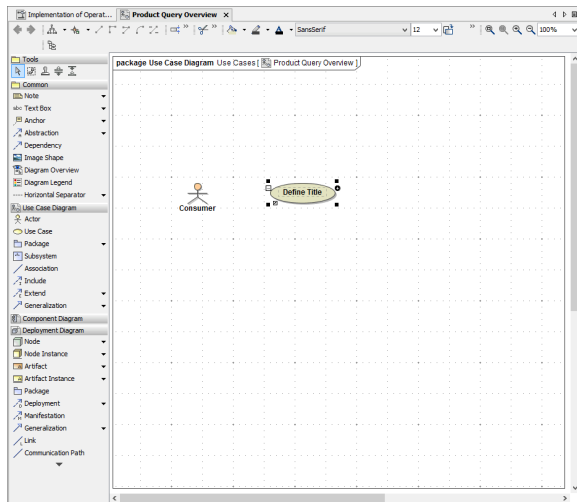 Implementation of Operat...
Product Query Overview
SansSerif
12
100%
Tools
Common
Note
abc Text Box
Anchor
Abstraction
Dependency
Image Shape
Diagram Overview
Diagram Legend
Horizontal Separator
Use Case Diagram
Actor
Use Case
Package
Subsystem
Association
Include
Extend
Generalization
Component Diagram
Deployment Diagram
Node
Node Instance
Artifact
Artifact Instance
Package
Deployment
Manifestation
Generalization
Link
Communication Path
package Use Case Diagram Use Cases [ Product Query Overview ]
Consumer
Define Title